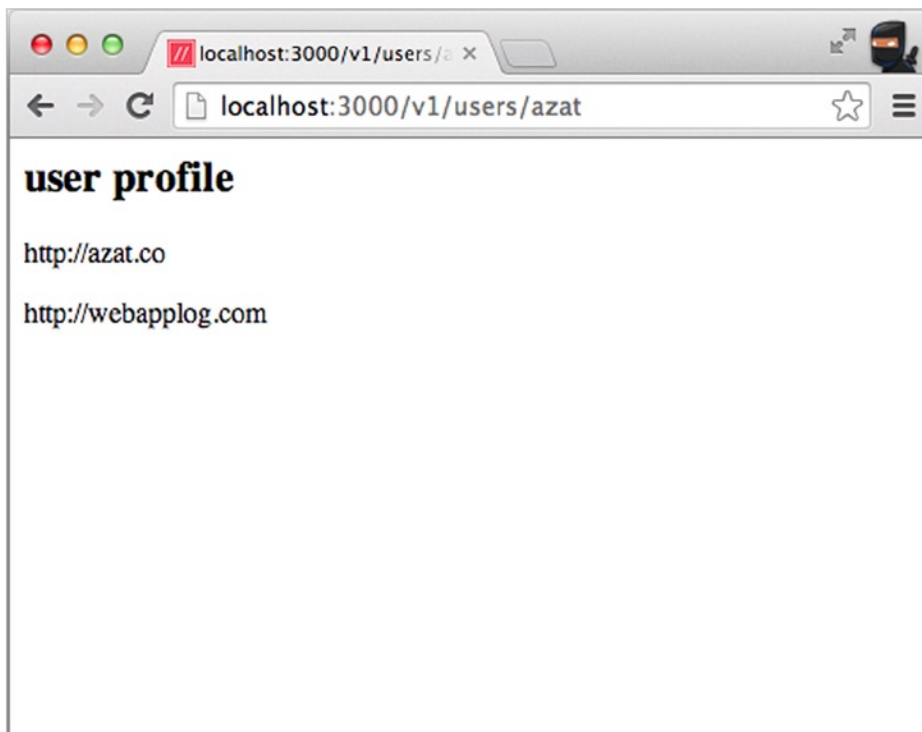 localhost:3000/v1/users/a
localhost:3000/v1/users/azat
user profile
http://azat.co
http://webapplog.com